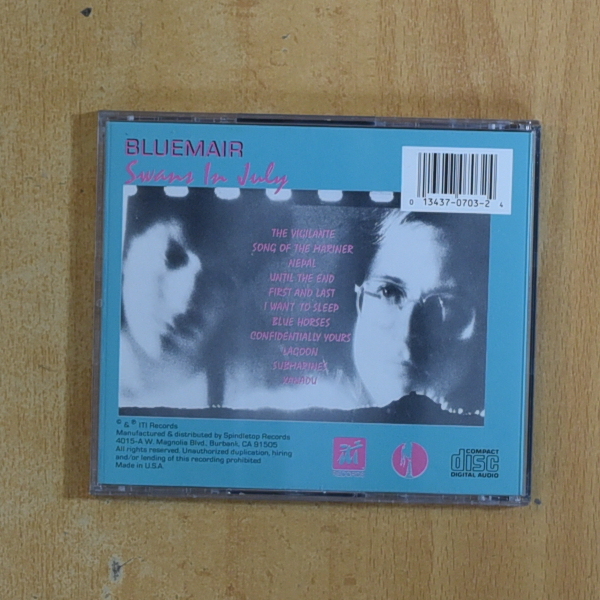 BLUEMAIR
Swans In July
0 13437-0703-2 4
THE VIGILANTE
SONG OF THE MARINER
NEPAL
UNTIL THE END
FIRST AND LAST
I WANT TO SLEEP
BLUE HORSES
CONFIDENTIALLY YOURS
LAGOON
SUBMARINES
XANADU
© & ℗ (T) Records
Manufactured & distributed by Spindletop Records
4015-A W. Magnolia Blvd., Burbank, CA 91505
All rights reserved. Unauthorized duplication, hiring
and/or lending of this recording prohibited
Made in U.S.A.
COMPACT
disc
DIGITAL AUDIO